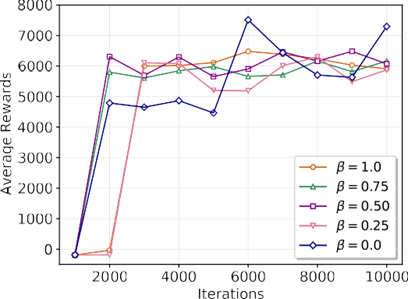 8000
7000
6000
5000
4000
3000
2000
1000
0
Average Rewards
β = 1.0
β = 0.75
β = 0.50
β = 0.25
β = 0.0
2000 4000 6000 8000 10000
Iterations